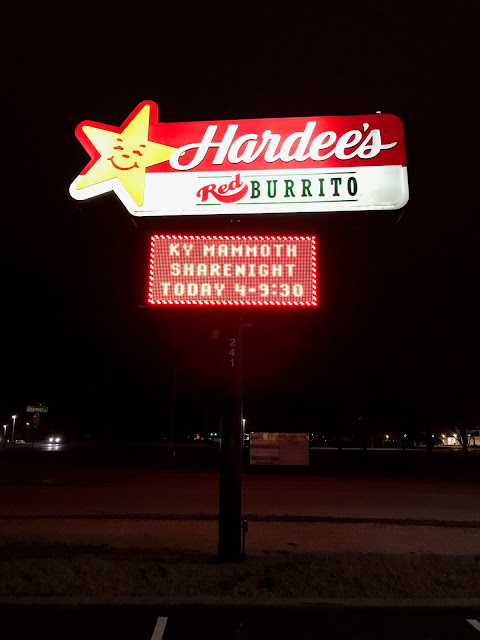 Hardee's
Red BURRITO
KY MAMMOTH
SHARENIGHT
TODAY 4-9:30
241